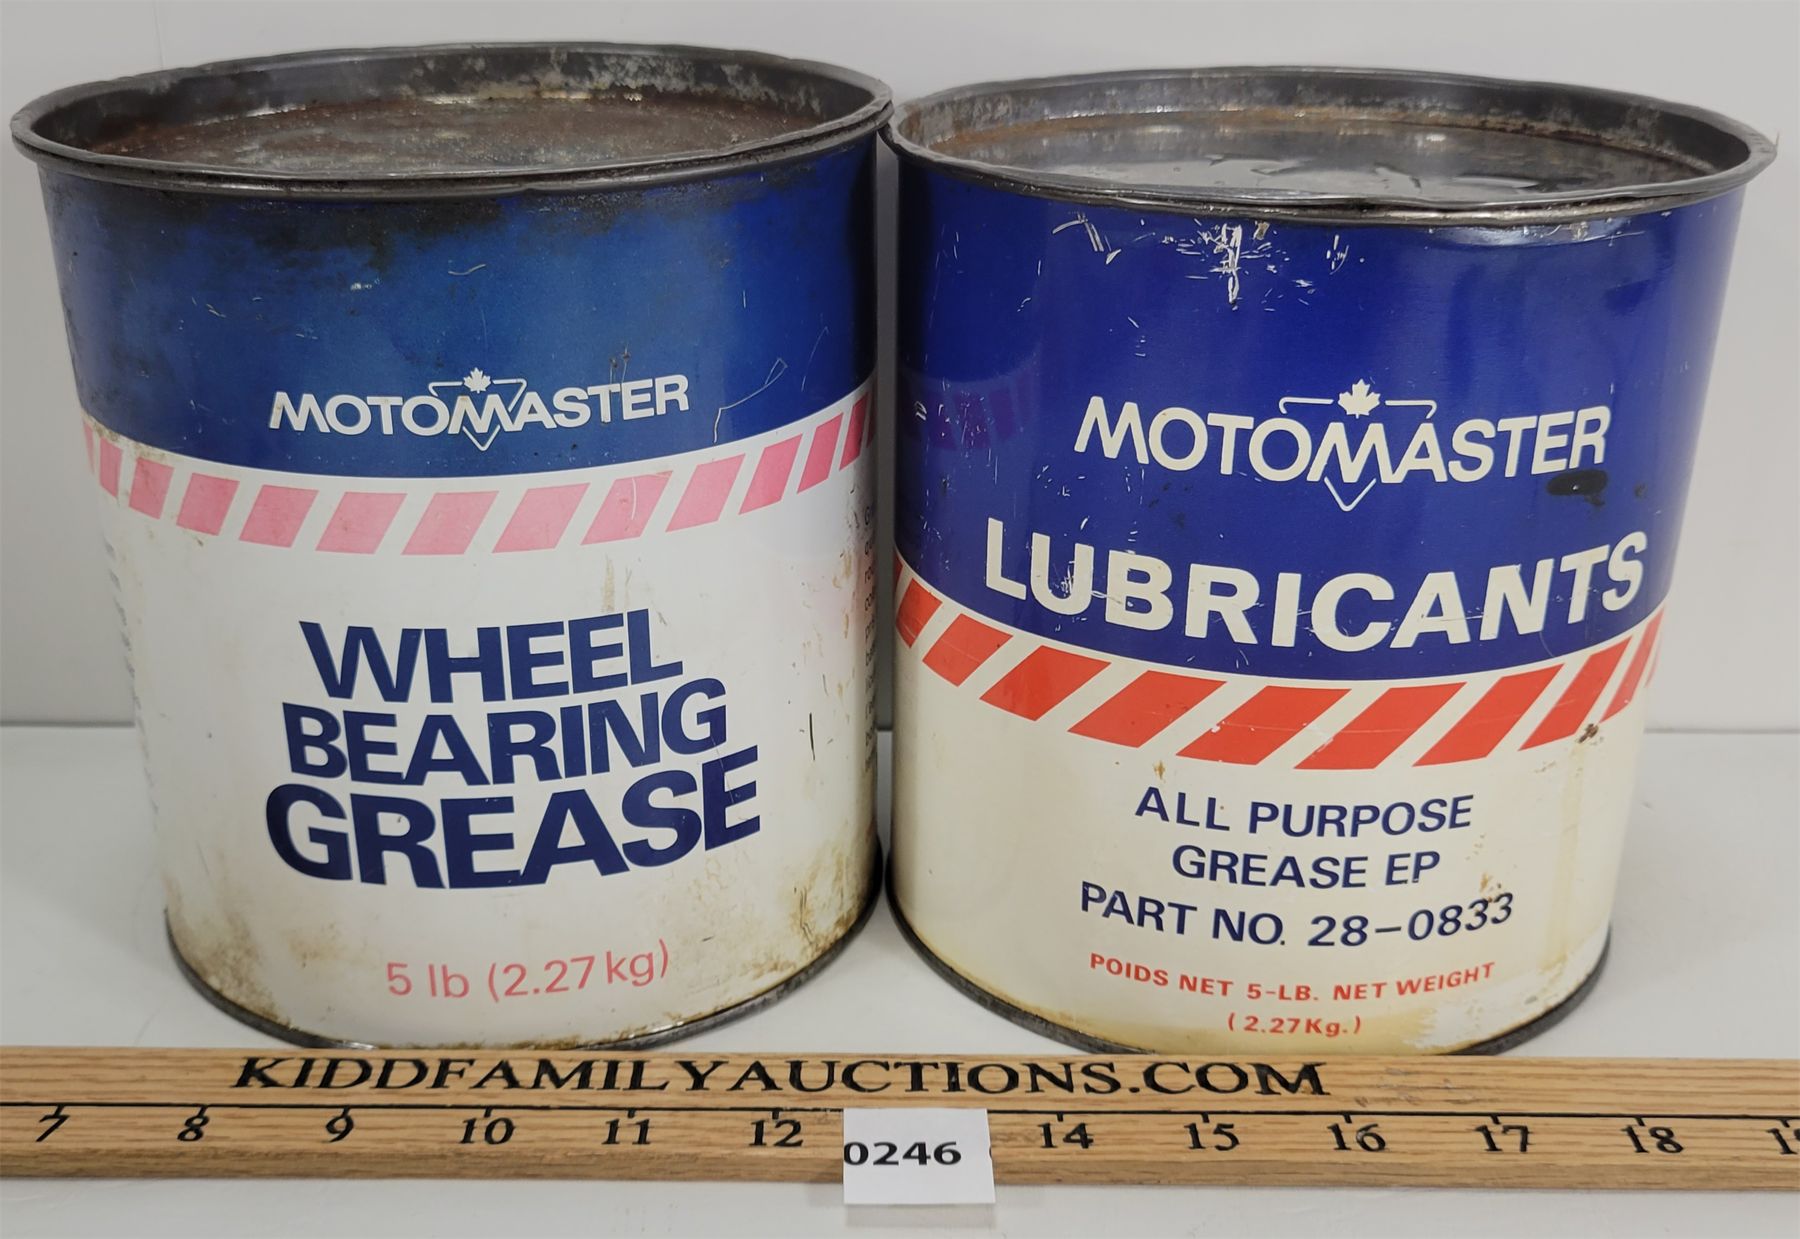 MOTOMASTER
WHEEL
BEARING
GREASE
5 lb (2.27 kg)
MOTOMASTER
LUBRICANTS
ALL PURPOSE
GREASE EP
PART NO. 28-0833
POIDS NET 5-LB. NET WEIGHT
(2.27Kg.)
KIDDFAMILYAUCTIONS.COM
7 8 9 10 11 12 14 15 16 17 18
0246